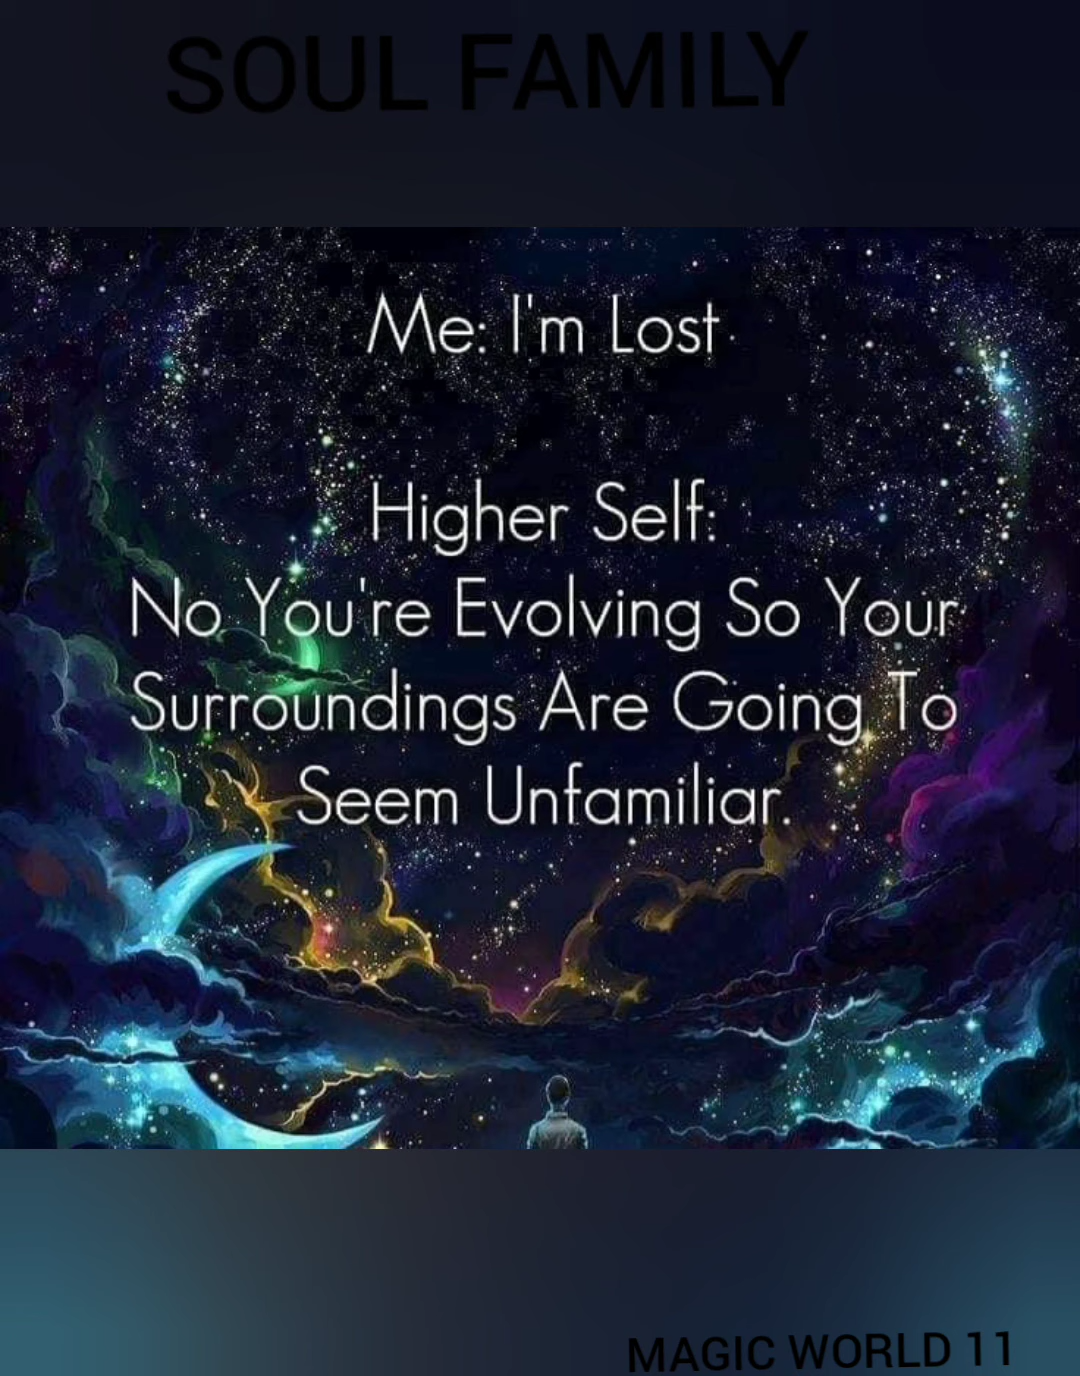 SOUL FAMILY
Me: I'm Lost
Higher Self:
No You're Evolving So Your
Surroundings Are Going To
Seem Unfamiliar.
MAGIC WORLD 11